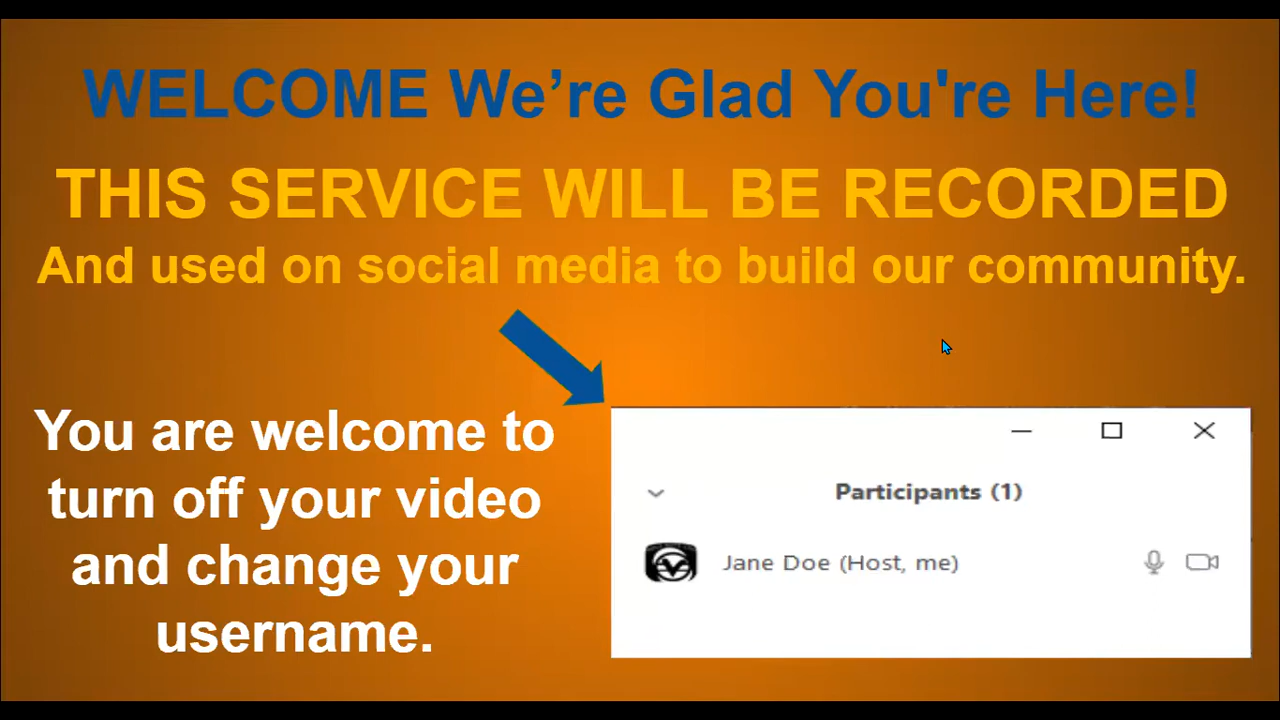 WELCOME We’re Glad You're Here!
THIS SERVICE WILL BE RECORDED
And used on social media to build our community.
You are welcome to
turn off your video
and change your
username.
Participants (1)
Jane Doe (Host, me)